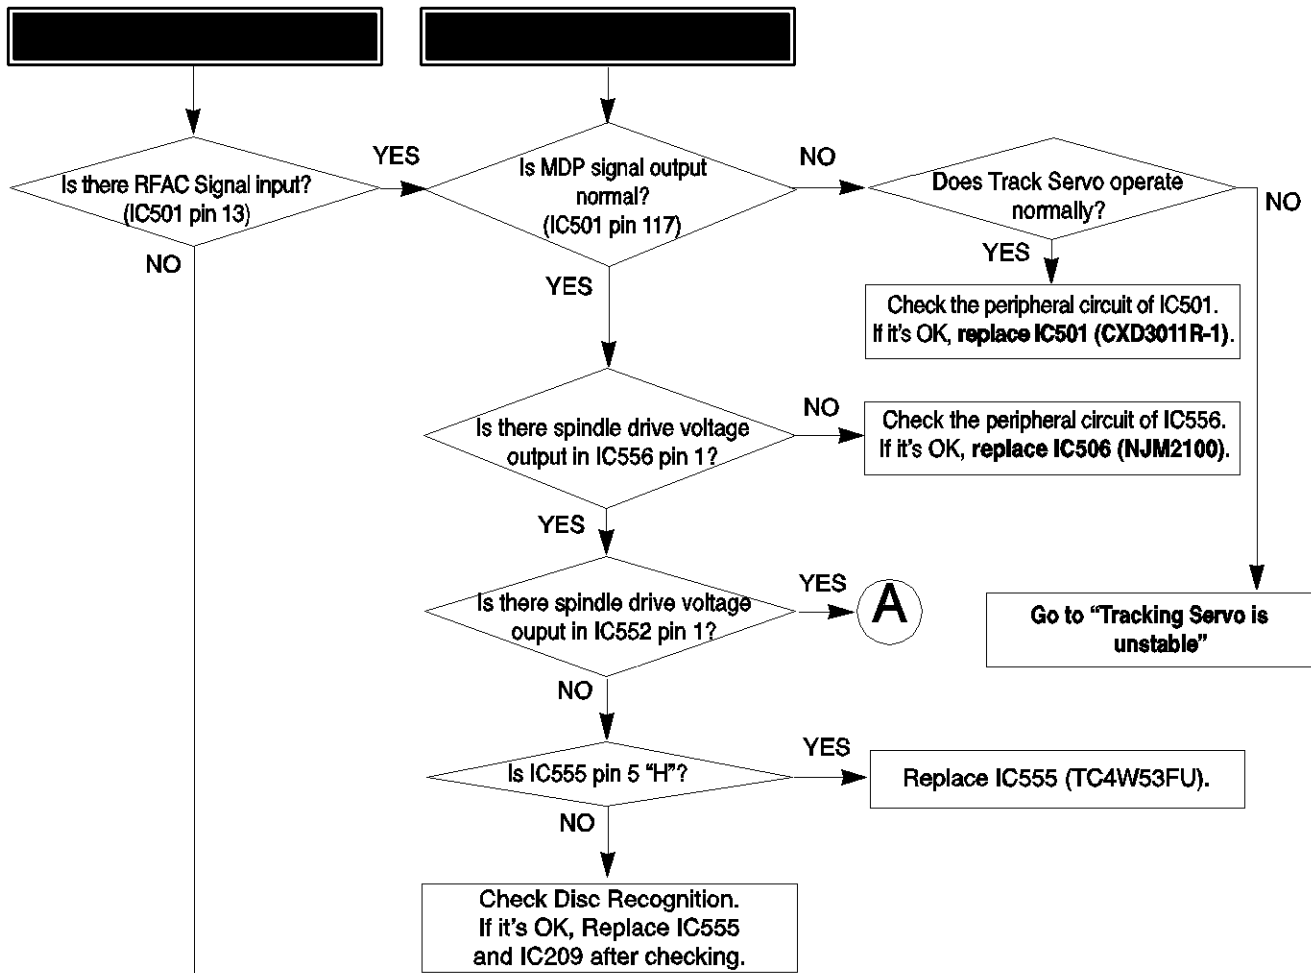 Is there RFAC Signal input?
(IC501 pin 13)
YES
NO
Is MDP signal output
normal?
(IC501 pin 117)
NO
YES
Does Track Servo operate
normally?
NO
YES
Check the peripheral circuit of IC501.
If it's OK, replace IC501 (CXD3011R-1).
Is there spindle drive voltage
output in IC556 pin 1?
NO
Check the peripheral circuit of IC556.
If it's OK, replace IC506 (NJM2100).
YES
Is there spindle drive voltage
ouput in IC552 pin 1?
YES
A
Go to “Tracking Servo is
unstable”
NO
Is IC555 pin 5 “H”?
YES
Replace IC555 (TC4W53FU).
NO
Check Disc Recognition.
If it's OK, Replace IC555
and IC209 after checking.